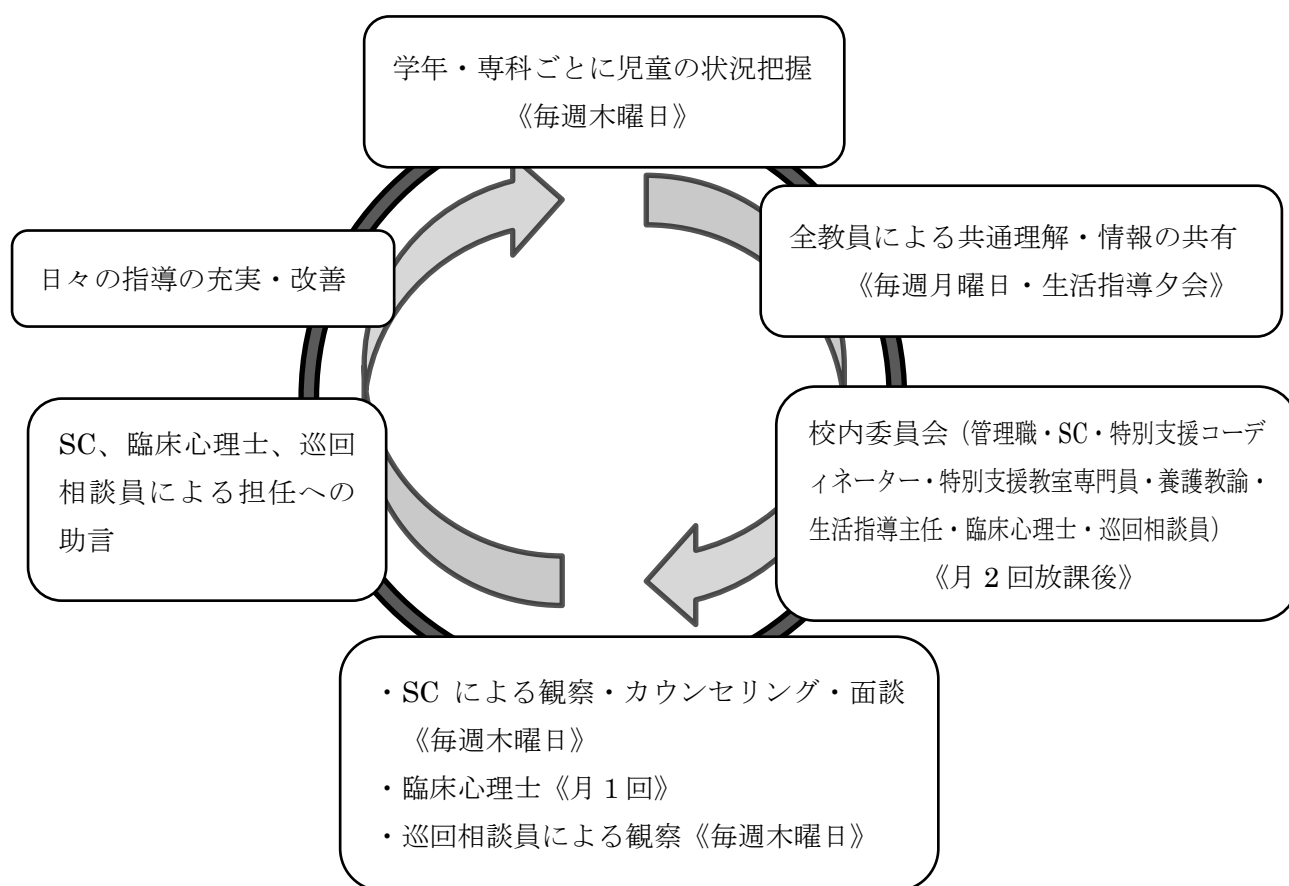 学年・専科ごとに児童の状況把握
《毎週木曜日》
全教員による共通理解・情報の共有
《毎週月曜日・生活指導夕会》
校内委員会（管理職・SC・特別支援コーデ
ィネーター・特別支援教室専門員・養護教諭・
生活指導主任・臨床心理士・巡回相談員）
《月 2 回放課後》
・SC による観察・カウンセリング・面談
《毎週木曜日》
・臨床心理士《月 1 回》
・巡回相談員による観察《毎週木曜日》
SC、臨床心理士、巡回
相談員による担任への
助言
日々の指導の充実・改善